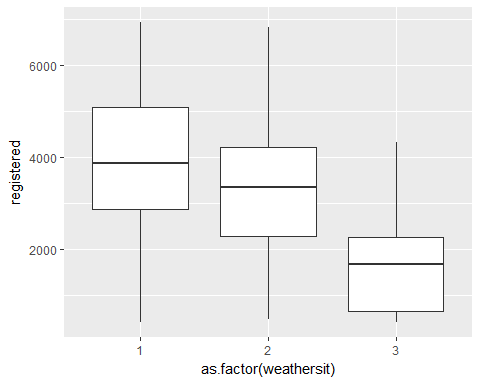 registered
6000
4000
2000
1 2 3
as.factor(weathersit)